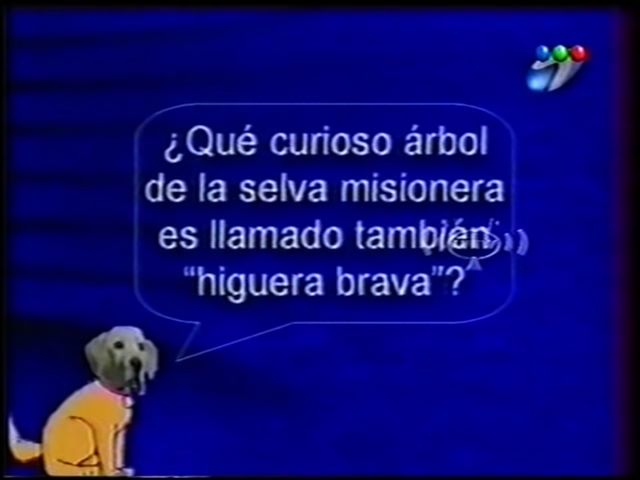 ¿Qué curioso árbol
de la selva misionera
es llamado también
“higuera brava”?